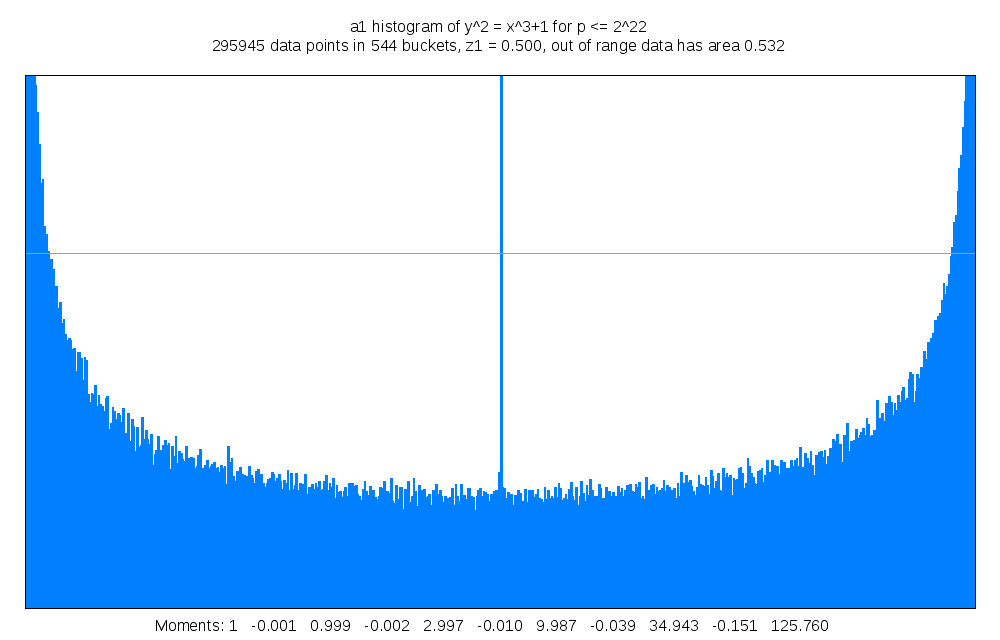 a1 histogram of y^2 = x^3+1 for p <= 2^22
295945 data points in 544 buckets, z1 = 0.500, out of range data has area 0.532
Moments: 1 -0.001 0.999 -0.002 2.997 -0.010 9.987 -0.039 34.943 -0.151 125.760